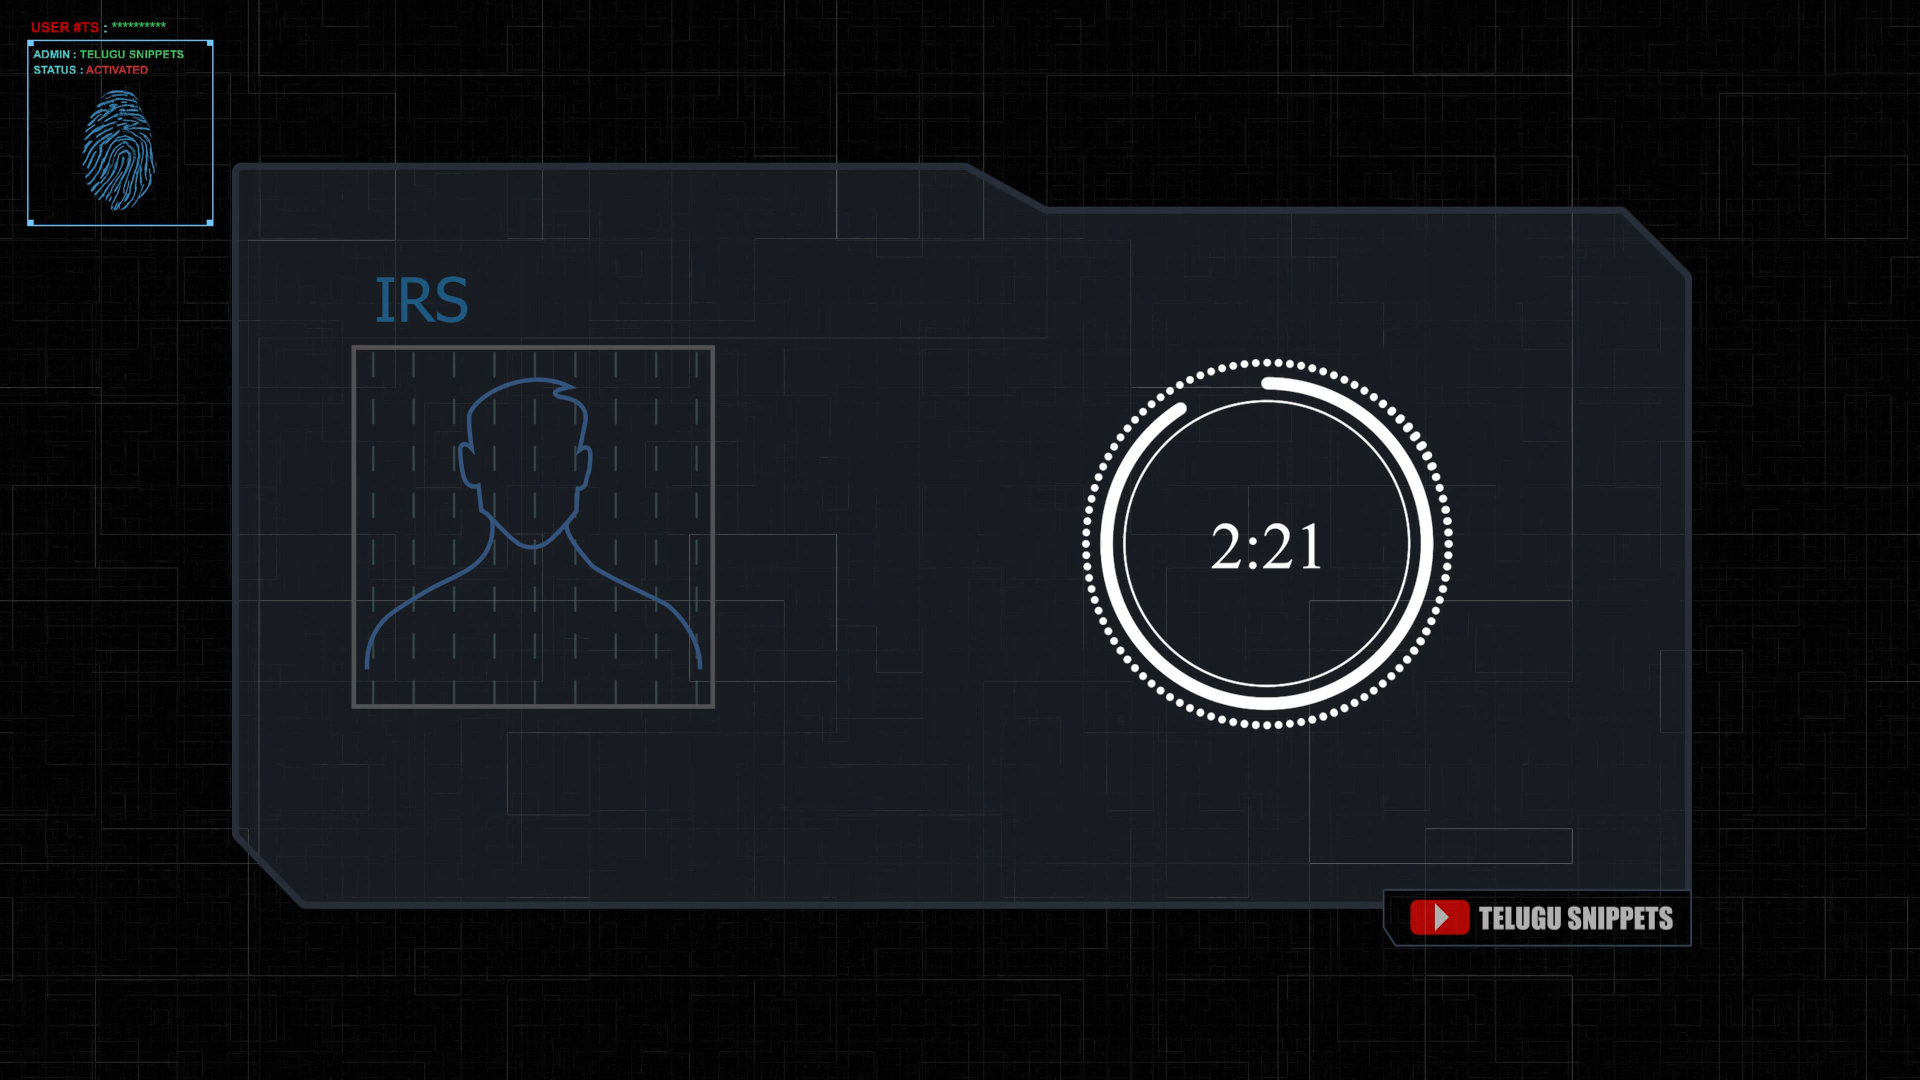 USER #TS : **********
ADMIN : TELUGU SNIPPETS
STATUS : ACTIVATED
IRS
2:21
TELUGU SNIPPETS